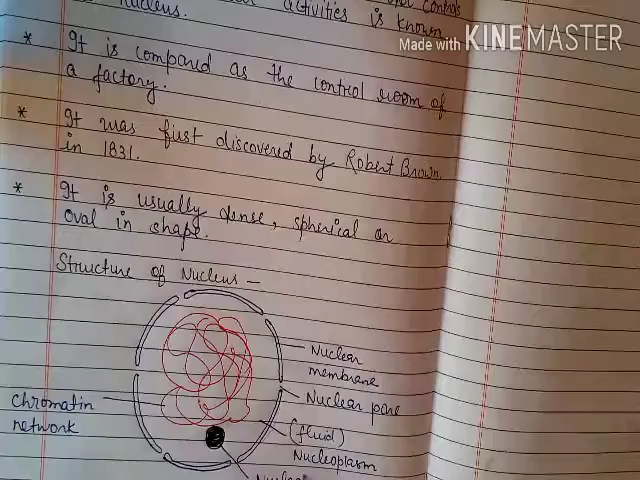 controls
activities is known
nucleus.
Made with KINEMASTER
* It is compared as the control room of
a factory.
* It was first discovered by Robert Brown
in 1831.
* It is usually dense, spherical or
oval in shape.
Structure of Nucleus —
Nuclear
membrane
Nuclear pore
Chromatin
network
(fluid)
Nucleoplasm